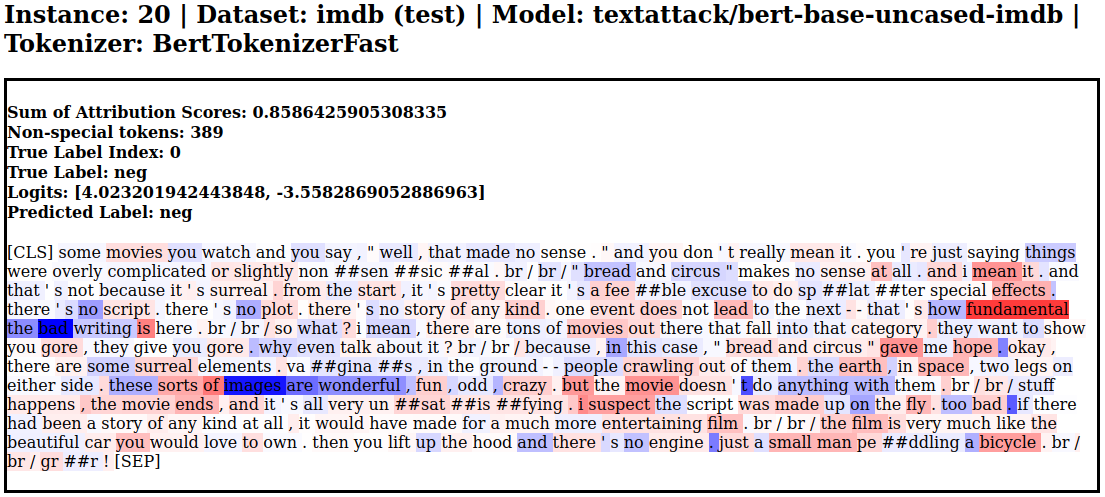 Instance: 20 | Dataset: imdb (test) | Model: textattack/bert-base-uncased-imdb |
Tokenizer: BertTokenizerFast
Sum of Attribution Scores: 0.8586425905308335
Non-special tokens: 389
True Label Index: 0
True Label: neg
Logits: [4.023201942443848, -3.5582869052886963]
Predicted Label: neg
[CLS] some movies you watch and you say , " well , that made no sense . " and you don ' t really mean it . you ' re just saying things
were overly complicated or slightly non ##sen ##sic ##al . br / br / " bread and circus " makes no sense at all . and i mean it . and
that ' s not because it ' s surreal . from the start , it ' s pretty clear it ' s a fee ##ble excuse to do sp ##lat ##ter special effects .
there ' s no script . there ' s no plot . there ' s no story of any kind . one event does not lead to the next - - that ' s how fundamental
the bad writing is here . br / br / so what ? i mean , there are tons of movies out there that fall into that category . they want to show
you gore , they give you gore . why even talk about it ? br / br / because , in this case , " bread and circus " gave me hope . okay ,
there are some surreal elements . va ##gina ##s , in the ground - - people crawling out of them . the earth , in space , two legs on
either side . these sorts of images are wonderful , fun , odd , crazy . but the movie doesn ' t do anything with them . br / br / stuff
happens , the movie ends , and it ' s all very un ##sat ##is ##fying . i suspect the script was made up on the fly . too bad . if there
had been a story of any kind at all , it would have made for a much more entertaining film . br / br / the film is very much like the
beautiful car you would love to own . then you lift up the hood and there ' s no engine . just a small man pe ##ddling a bicycle . br /
br / gr ##r ! [SEP]